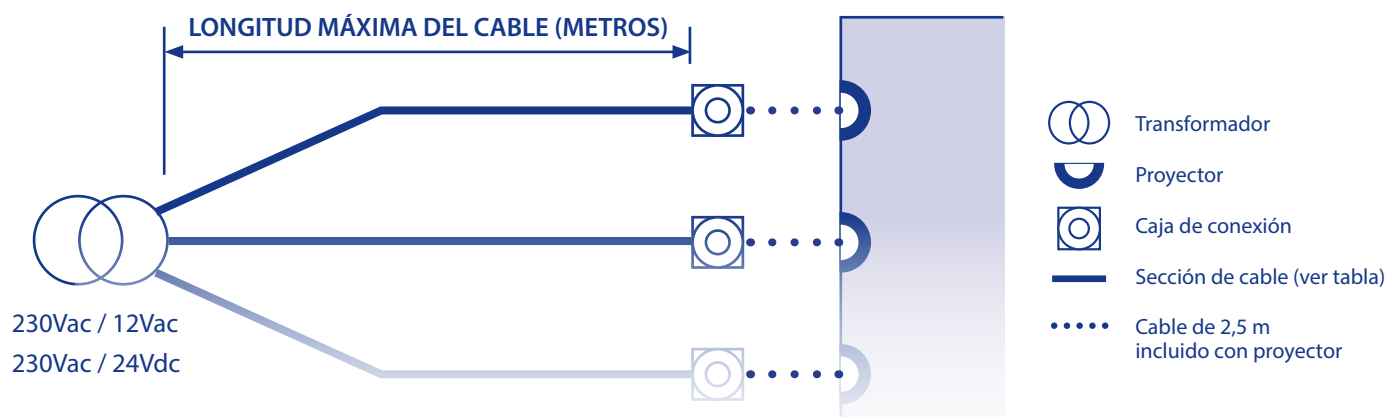 LONGITUD MÁXIMA DEL CABLE (METROS)
230Vac / 12Vac
230Vac / 24Vdc
Transformador
Proyector
Caja de conexión
Sección de cable (ver tabla)
Cable de 2,5 m
incluido con proyector